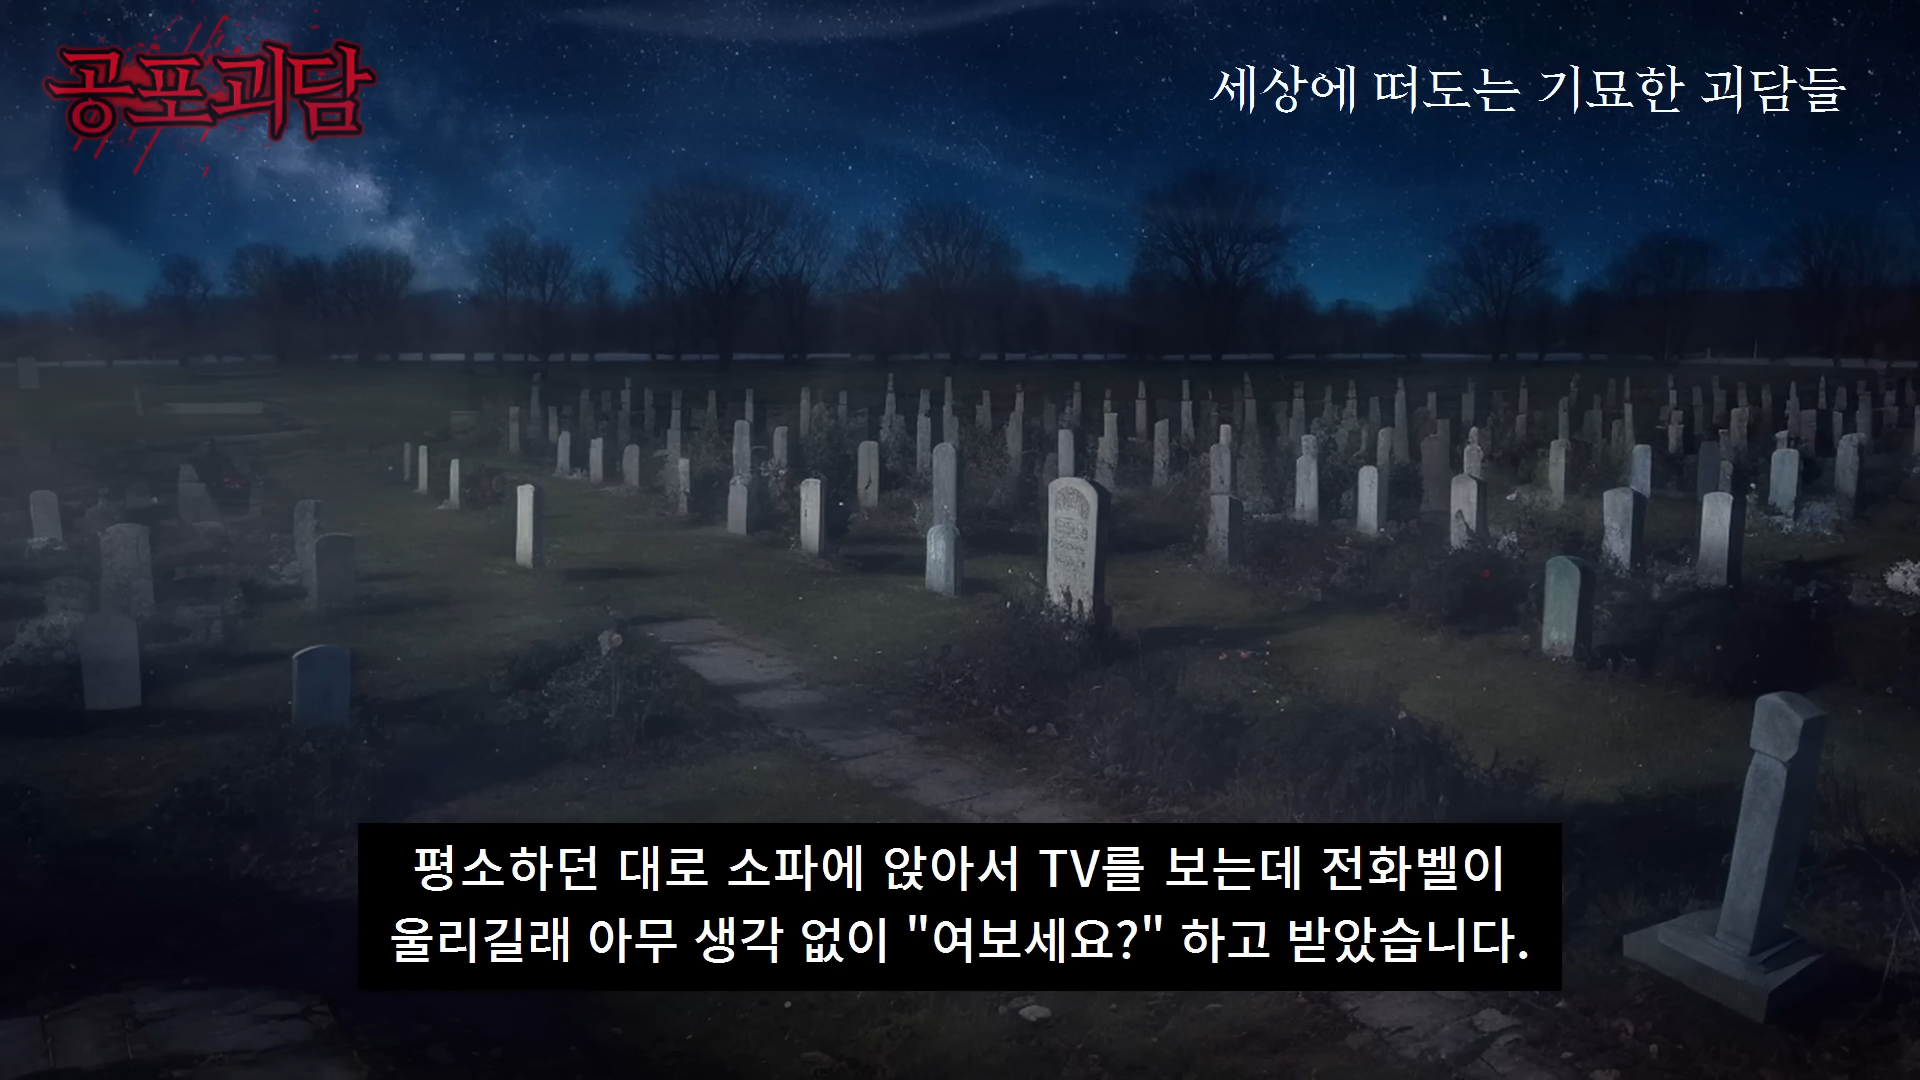 공포괴담
세상에 떠도는 기묘한 괴담들
평소하던 대로 소파에 앉아서 TV를 보는데 전화벨이
울리길래 아무 생각 없이 "여보세요?" 하고 받았습니다.